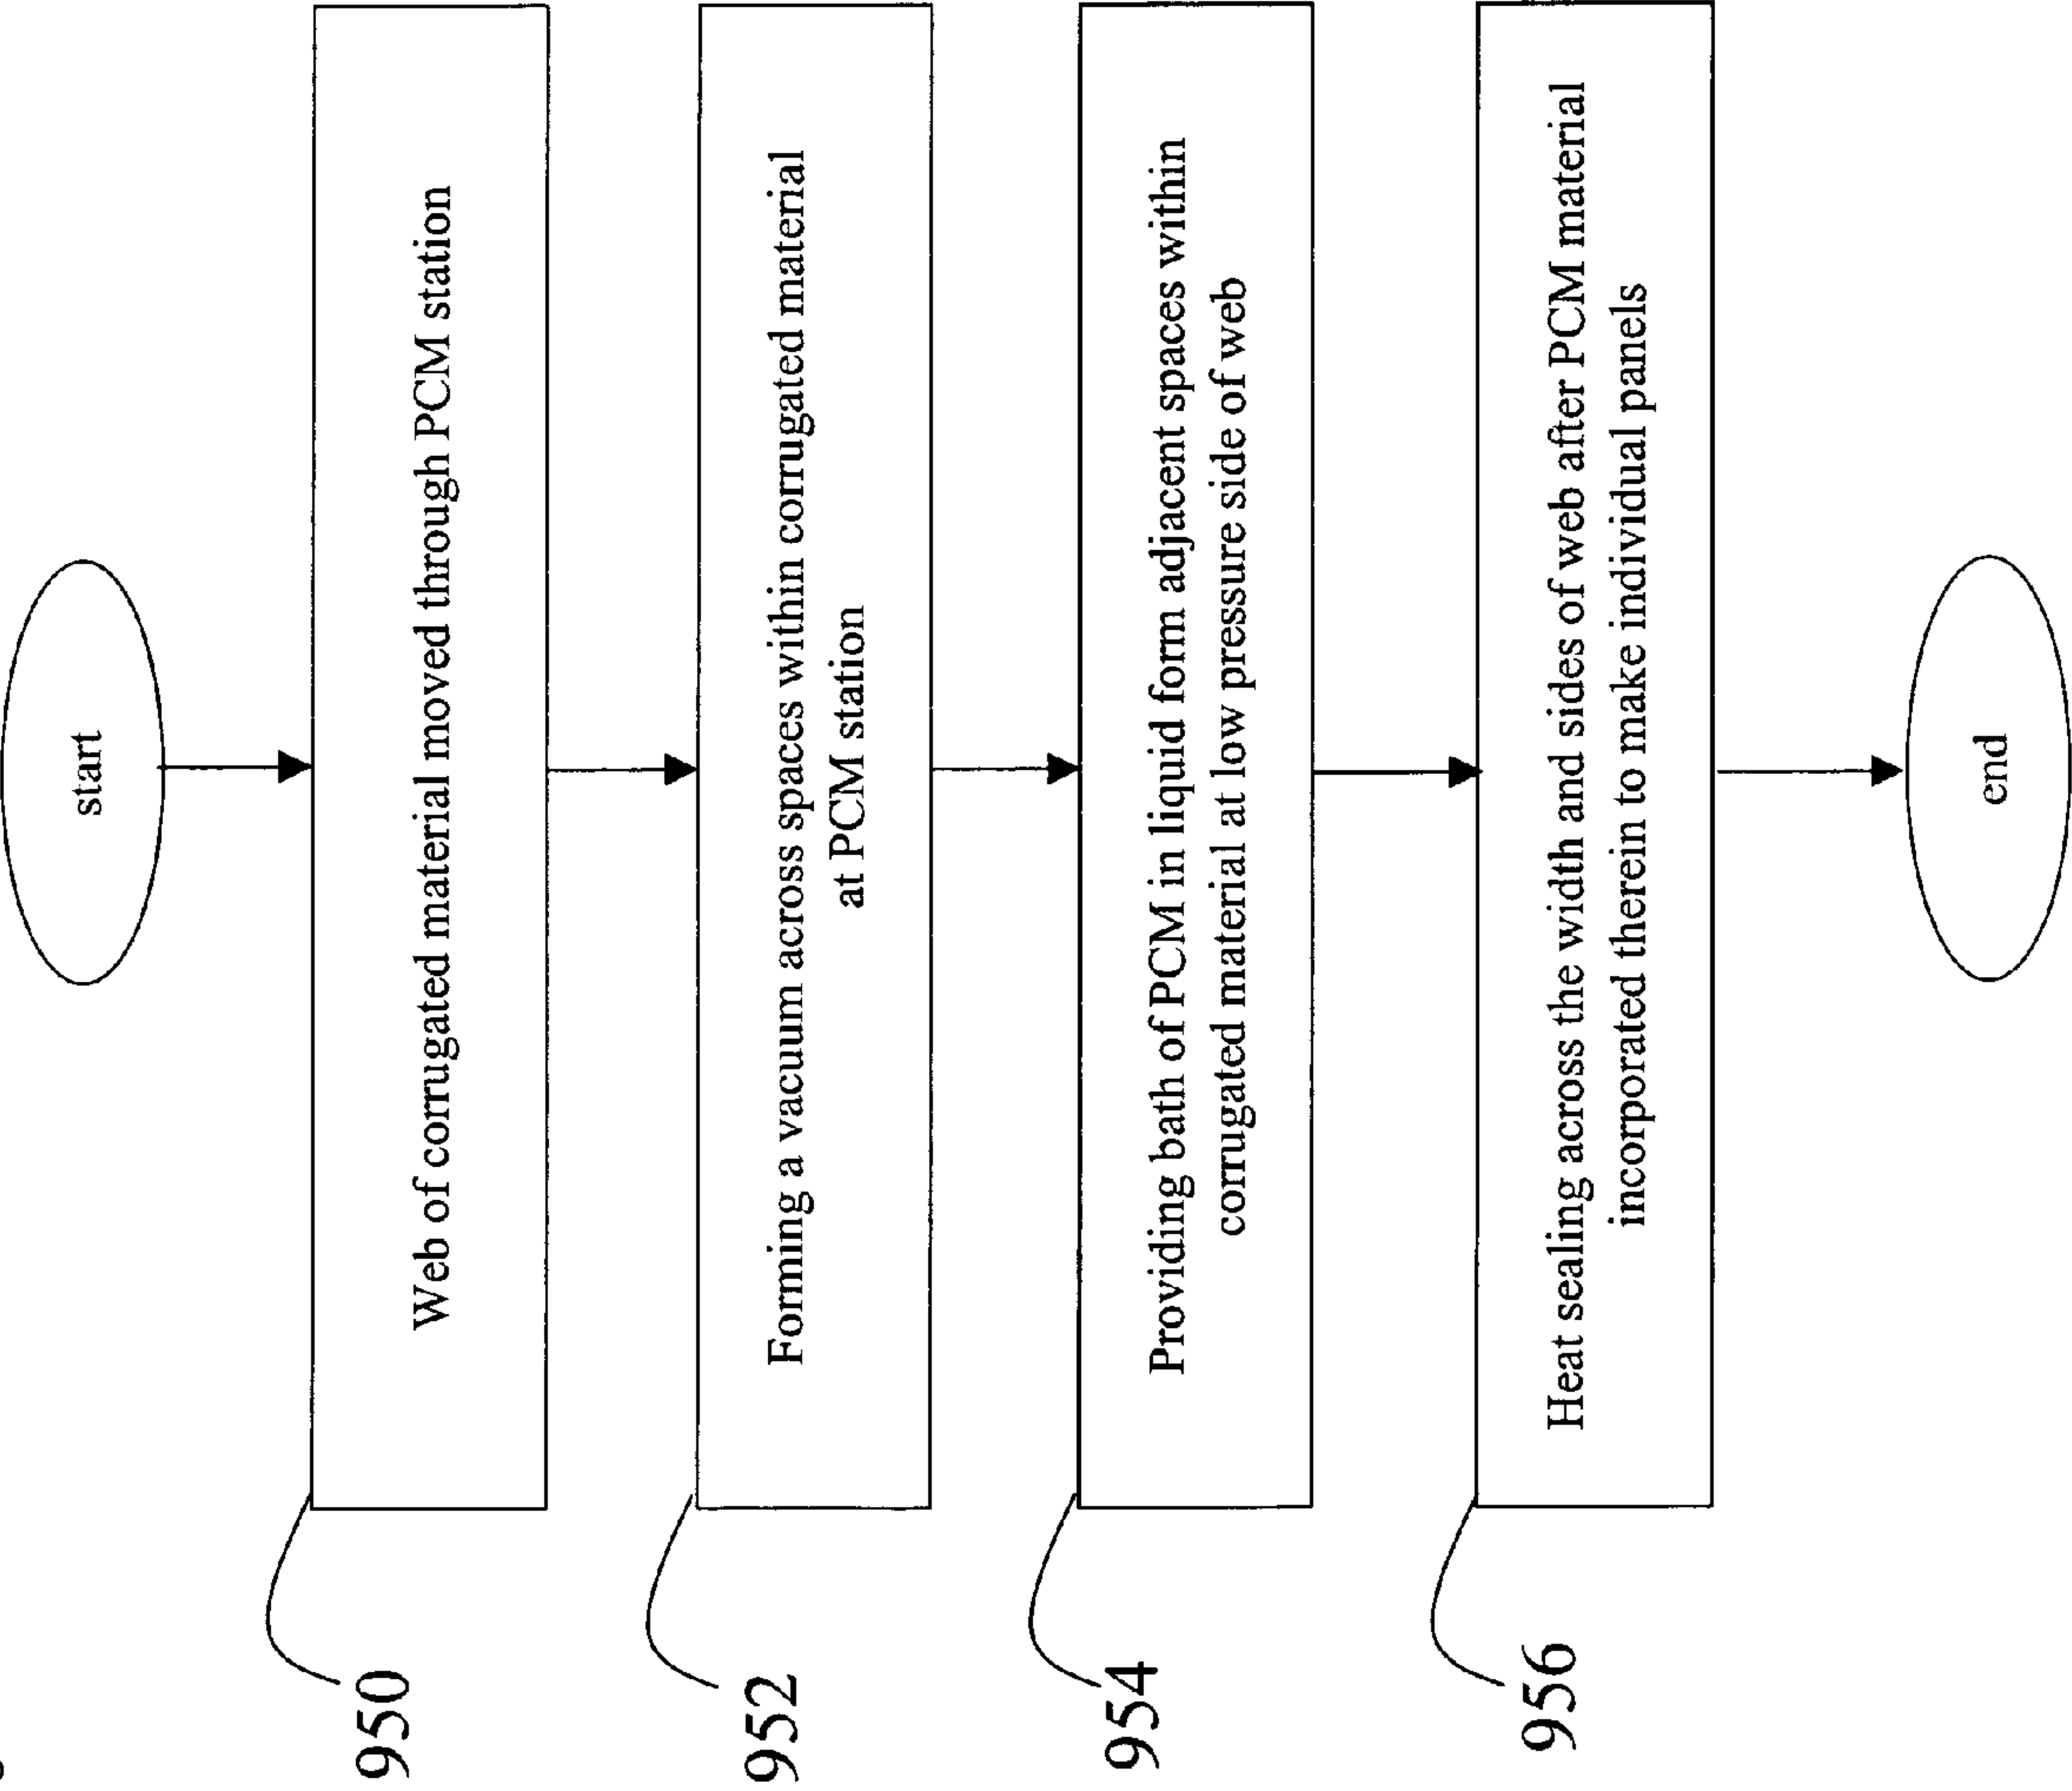 start
950
Web of corrugated material moved through PCM station
952
Forming a vacuum across spaces within corrugated material
at PCM station
954
Providing bath of PCM in liquid form adjacent spaces within
corrugated material at low pressure side of web
956
Heat sealing across the width and sides of web after PCM material
incorporated therein to make individual panels
end